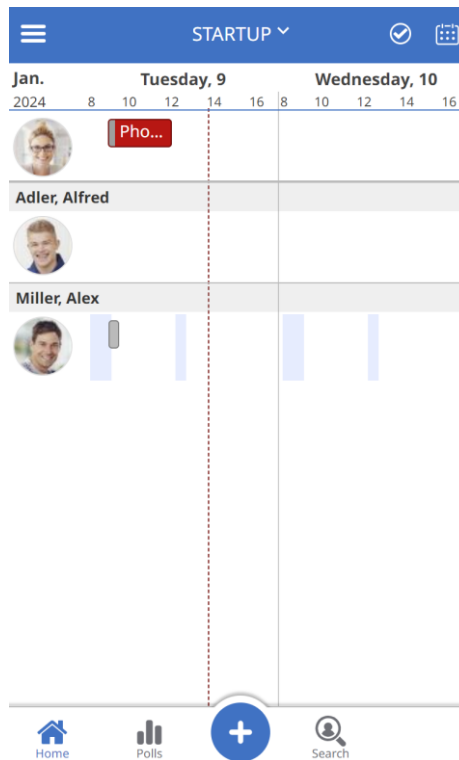 STARTUP
Jan. Tuesday, 9 Wednesday, 10
2024 8 10 12 14 16 8 10 12 14 16
Pho...
Adler, Alfred
Miller, Alex
Home Polls Search